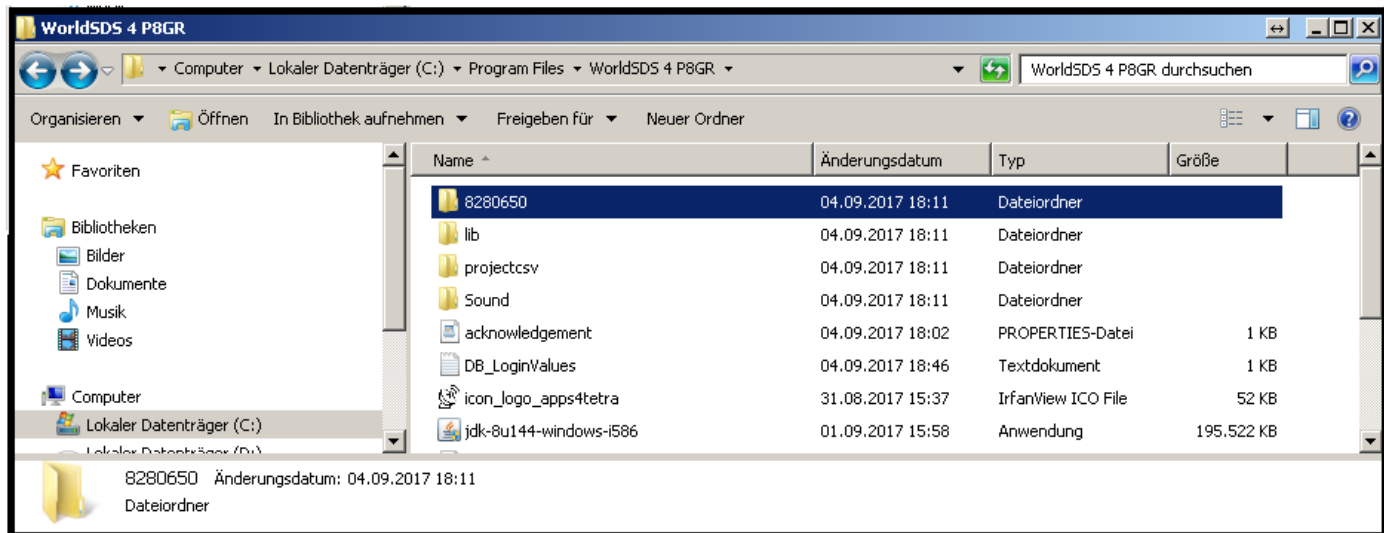 WorldSDS 4 P8GR
Computer Lokaler Datenträger (C:) Program Files WorldSDS 4 P8GR WorldSDS 4 P8GR durchsuchen
Organisieren Öffnen In Bibliothek aufnehmen Freigeben für Neuer Ordner
Favoriten
Bibliotheken
Bilder
Dokumente
Musik
Videos
Computer
Lokaler Datenträger (C:)
Lokaler Datenträger (D:)
Name Änderungsdatum Typ Größe
8280650 04.09.2017 18:11 Dateiordner
lib 04.09.2017 18:11 Dateiordner
projectcsv 04.09.2017 18:11 Dateiordner
Sound 04.09.2017 18:11 Dateiordner
acknowledgement 04.09.2017 18:02 PROPERTIES-Datei 1 KB
DB_LoginValues 04.09.2017 18:46 Textdokument 1 KB
icon_logo_apps4tetra 31.08.2017 15:37 IrfanView ICO File 52 KB
jdk-8u144-windows-i586 01.09.2017 15:58 Anwendung 195.522 KB
8280650 Änderungsdatum: 04.09.2017 18:11
Dateiordner